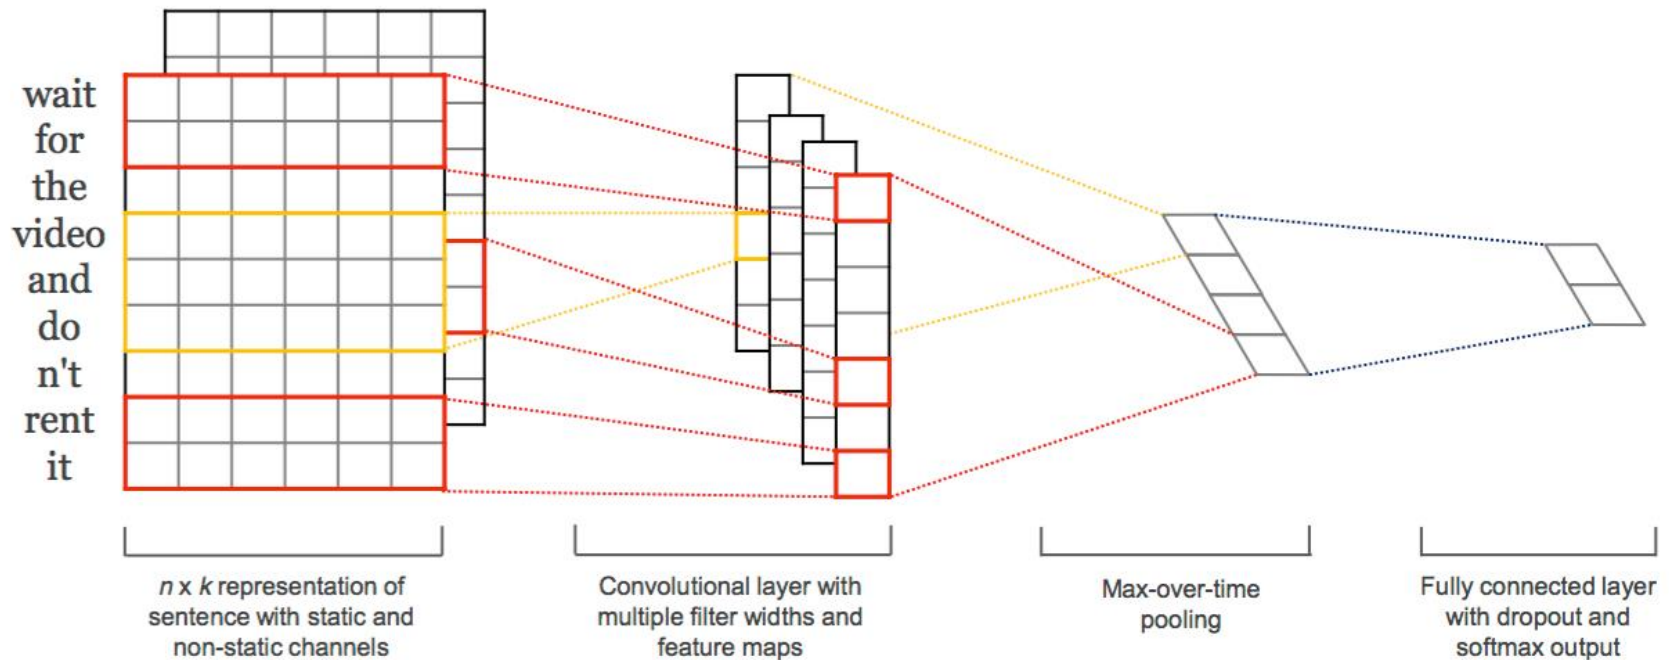 wait
for
the
video
and
do
n't
rent
it
n x k representation of
sentence with static and
non-static channels
Convolutional layer with
multiple filter widths and
feature maps
Max-over-time
pooling
Fully connected layer
with dropout and
softmax output